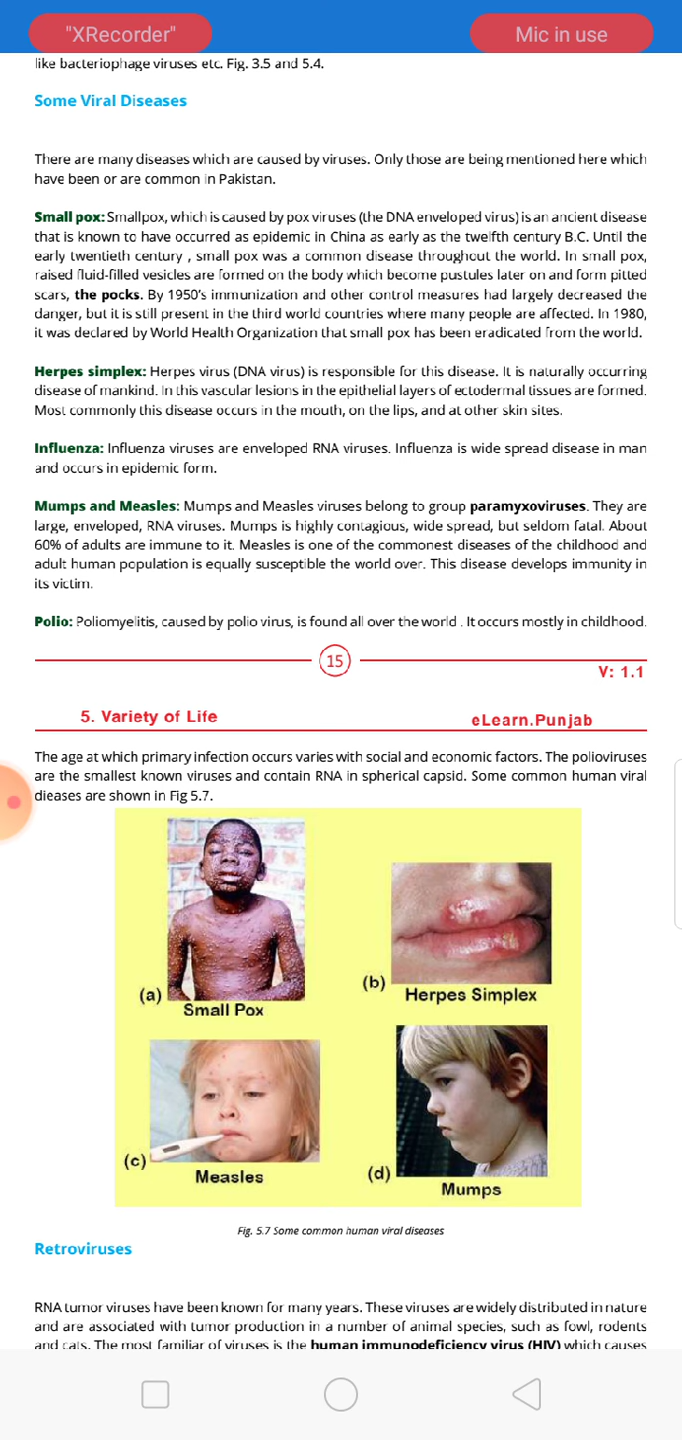 "XRecorder"
Mic in use
like bacteriophage viruses etc. Fig. 3.5 and 5.4.
Some Viral Diseases
There are many diseases which are caused by viruses. Only those are being mentioned here which
have been or are common in Pakistan.
Small pox: Smallpox, which is caused by pox viruses (the DNA enveloped virus) is an ancient disease
that is known to have occurred as epidemic in China as early as the twelfth century B.C. Until the
early twentieth century , small pox was a common disease throughout the world. In small pox,
raised fluid-filled vesicles are formed on the body which become pustules later on and form pitted
scars, the pocks. By 1950's immunization and other control measures had largely decreased the
danger, but it is still present in the third world countries where many people are affected. In 1980,
it was declared by World Health Organization that small pox has been eradicated from the world.
Herpes simplex: Herpes virus (DNA virus) is responsible for this disease. It is naturally occurring
disease of mankind. In this vascular lesions in the epithelial layers of ectodermal tissues are formed.
Most commonly this disease occurs in the mouth, on the lips, and at other skin sites.
Influenza: Influenza viruses are enveloped RNA viruses. Influenza is wide spread disease in man
and occurs in epidemic form.
Mumps and Measles: Mumps and Measles viruses belong to group paramyxoviruses. They are
large, enveloped, RNA viruses. Mumps is highly contagious, wide spread, but seldom fatal. About
60% of adults are immune to it. Measles is one of the commonest diseases of the childhood and
adult human population is equally susceptible the world over. This disease develops immunity in
its victim.
Polio: Poliomyelitis, caused by polio virus, is found all over the world . It occurs mostly in childhood.
15
V: 1.1
5. Variety of Life
eLearn.Punjab
The age at which primary infection occurs varies with social and economic factors. The polioviruses
are the smallest known viruses and contain RNA in spherical capsid. Some common human viral
dieases are shown in Fig 5.7.
(a)
Small Pox
(b)
Herpes Simplex
(c)
Measles
(d)
Mumps
Fig. 5.7 Some common human viral diseases
Retroviruses
RNA tumor viruses have been known for many years. These viruses are widely distributed in nature
and are associated with tumor production in a number of animal species, such as fowl, rodents
and cats. The most familiar of viruses is the human immunodeficiency virus (HIV) which causes